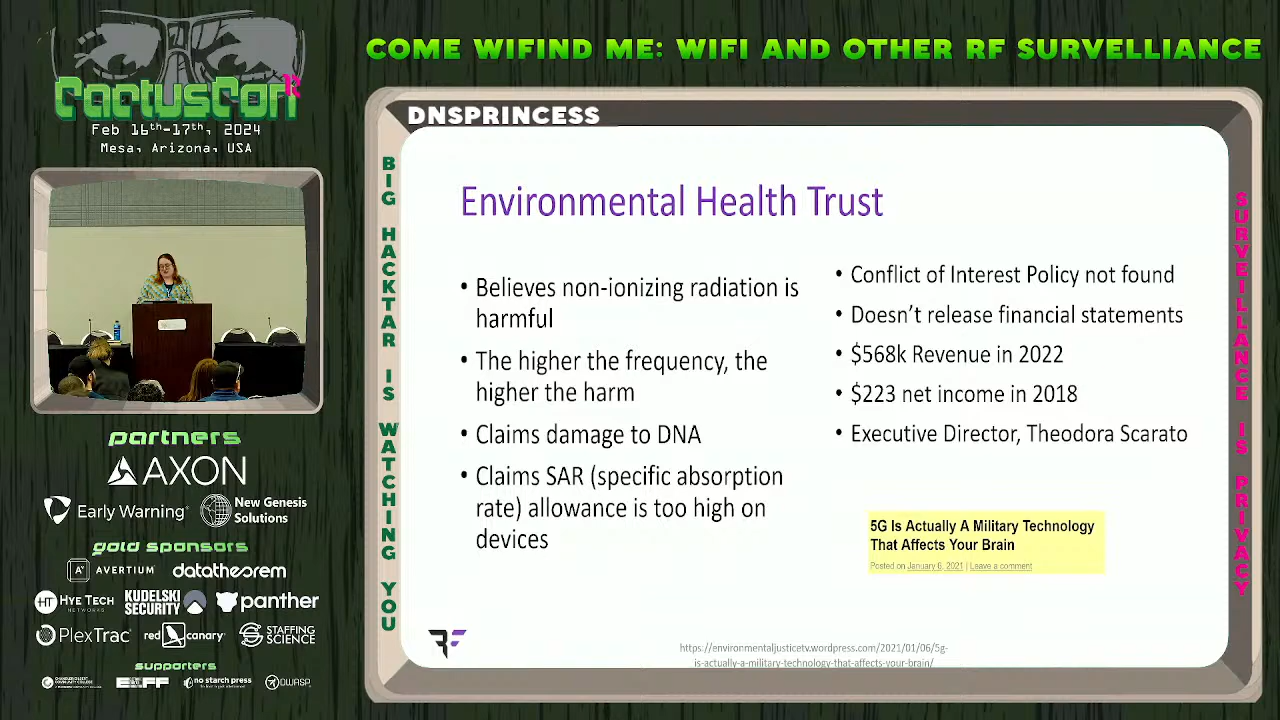 COME WIFIND ME: WIFI AND OTHER RF SURVELLIANCE
CactusCon
Feb 16th-17th, 2024
Mesa, Arizona, USA
DNSPRINCESS
BIG HACKTAR IS WATCHING YOU
Environmental Health Trust
• Believes non-ionizing radiation is
harmful
• The higher the frequency, the
higher the harm
• Claims damage to DNA
• Claims SAR (specific absorption
rate) allowance is too high on
devices
• Conflict of Interest Policy not found
• Doesn't release financial statements
• $568k Revenue in 2022
• $223 net income in 2018
• Executive Director, Theodora Scarato
5G Is Actually A Military Technology
That Affects Your Brain
Posted on January 6, 2021 | Leave a comment
https://environmentaljusticetv.wordpress.com/2021/01/06/5g-
is-actually-a-military-technology-that-affects-your-brain/
SURVEILLANCE IS PRIVACY
partners
AXON
Early Warning
New Genesis
Solutions
gold sponsors
AVERTIUM
datatheorem
HT HYE TECH
NETWORKS
KUDELSKI
SECURITY
panther
PlexTrac
red canary
STAFFING
SCIENCE
supporters
EFF
no starch press
OWASP